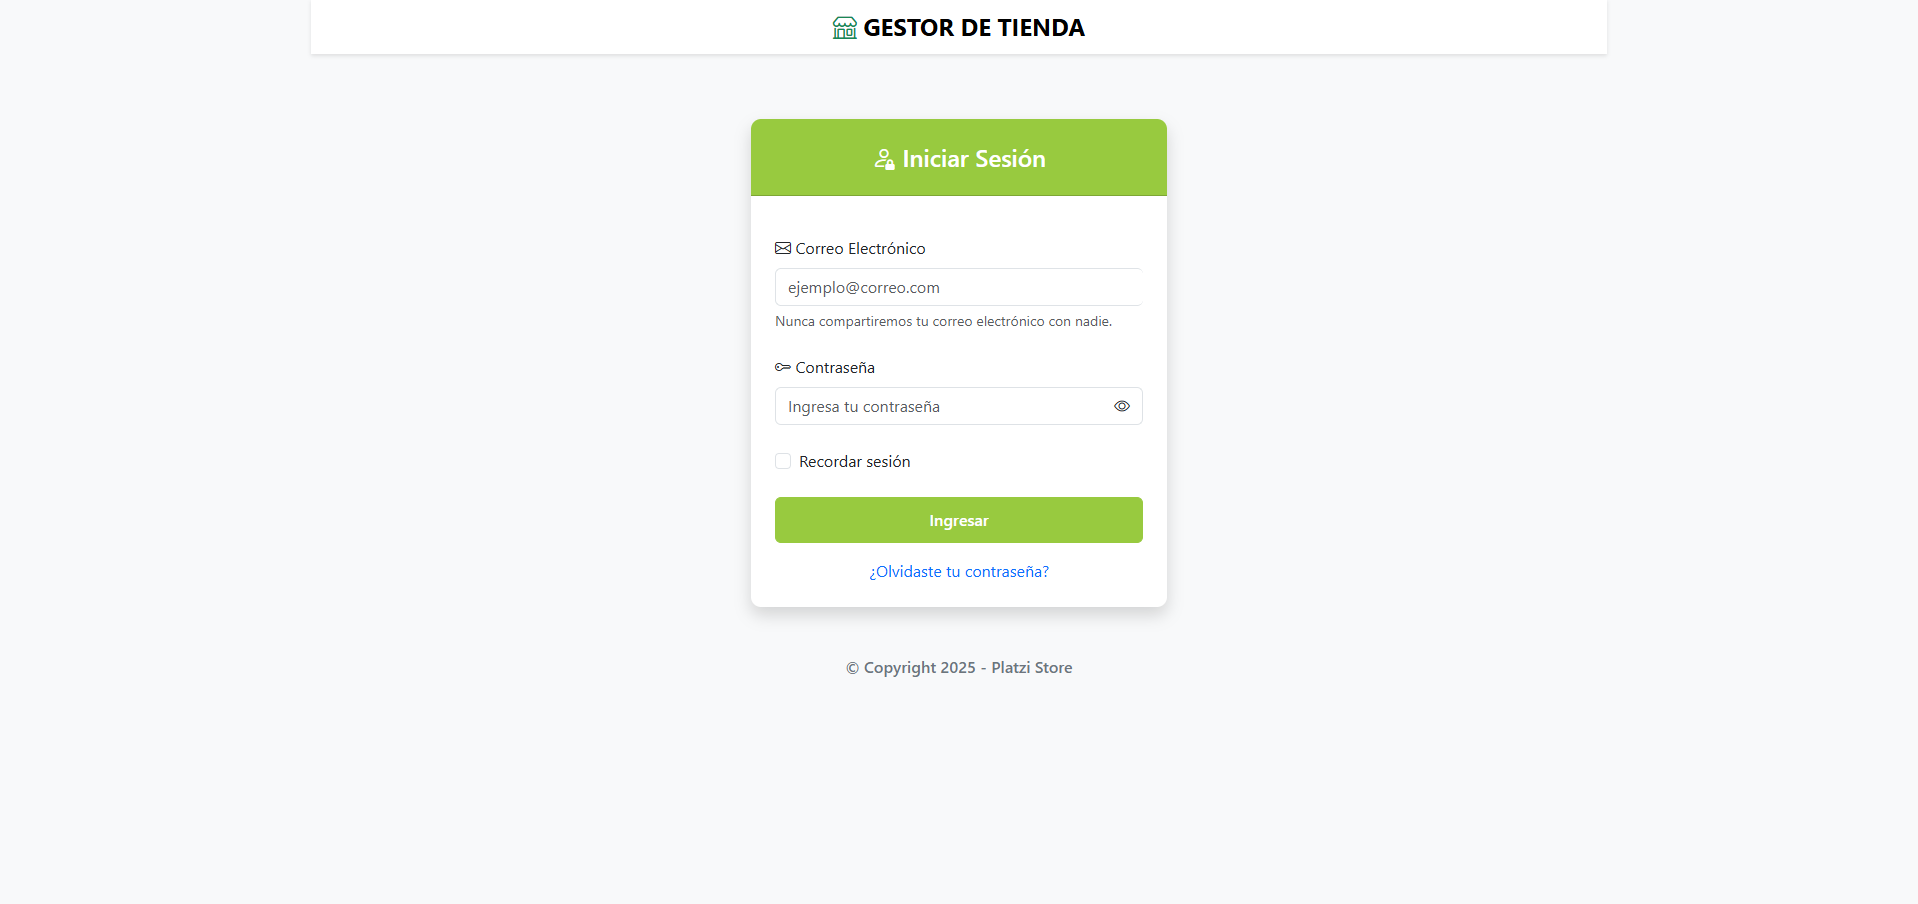 GESTOR DE TIENDA
Iniciar Sesión
Correo Electrónico
ejemplo@correo.com
Nunca compartiremos tu correo electrónico con nadie.
Contraseña
Ingresa tu contraseña
Recordar sesión
Ingresar
¿Olvidaste tu contraseña?
© Copyright 2025 - Platzi Store